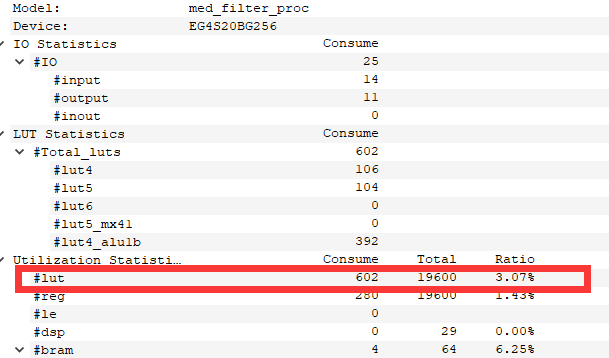 Model: med_filter_proc
Device: EG4S20BG256
IO Statistics Consume
#IO 25
#input 14
#output 11
#inout 0
LUT Statistics Consume
#Total_luts 602
#lut4 106
#lut5 104
#lut6 0
#lut5_mx41 0
#lut4_alu1b 392
Utilization Statisti... Consume Total Ratio
#lut 602 19600 3.07%
#reg 280 19600 1.43%
#le 0
#dsp 0 29 0.00%
#bram 4 64 6.25%